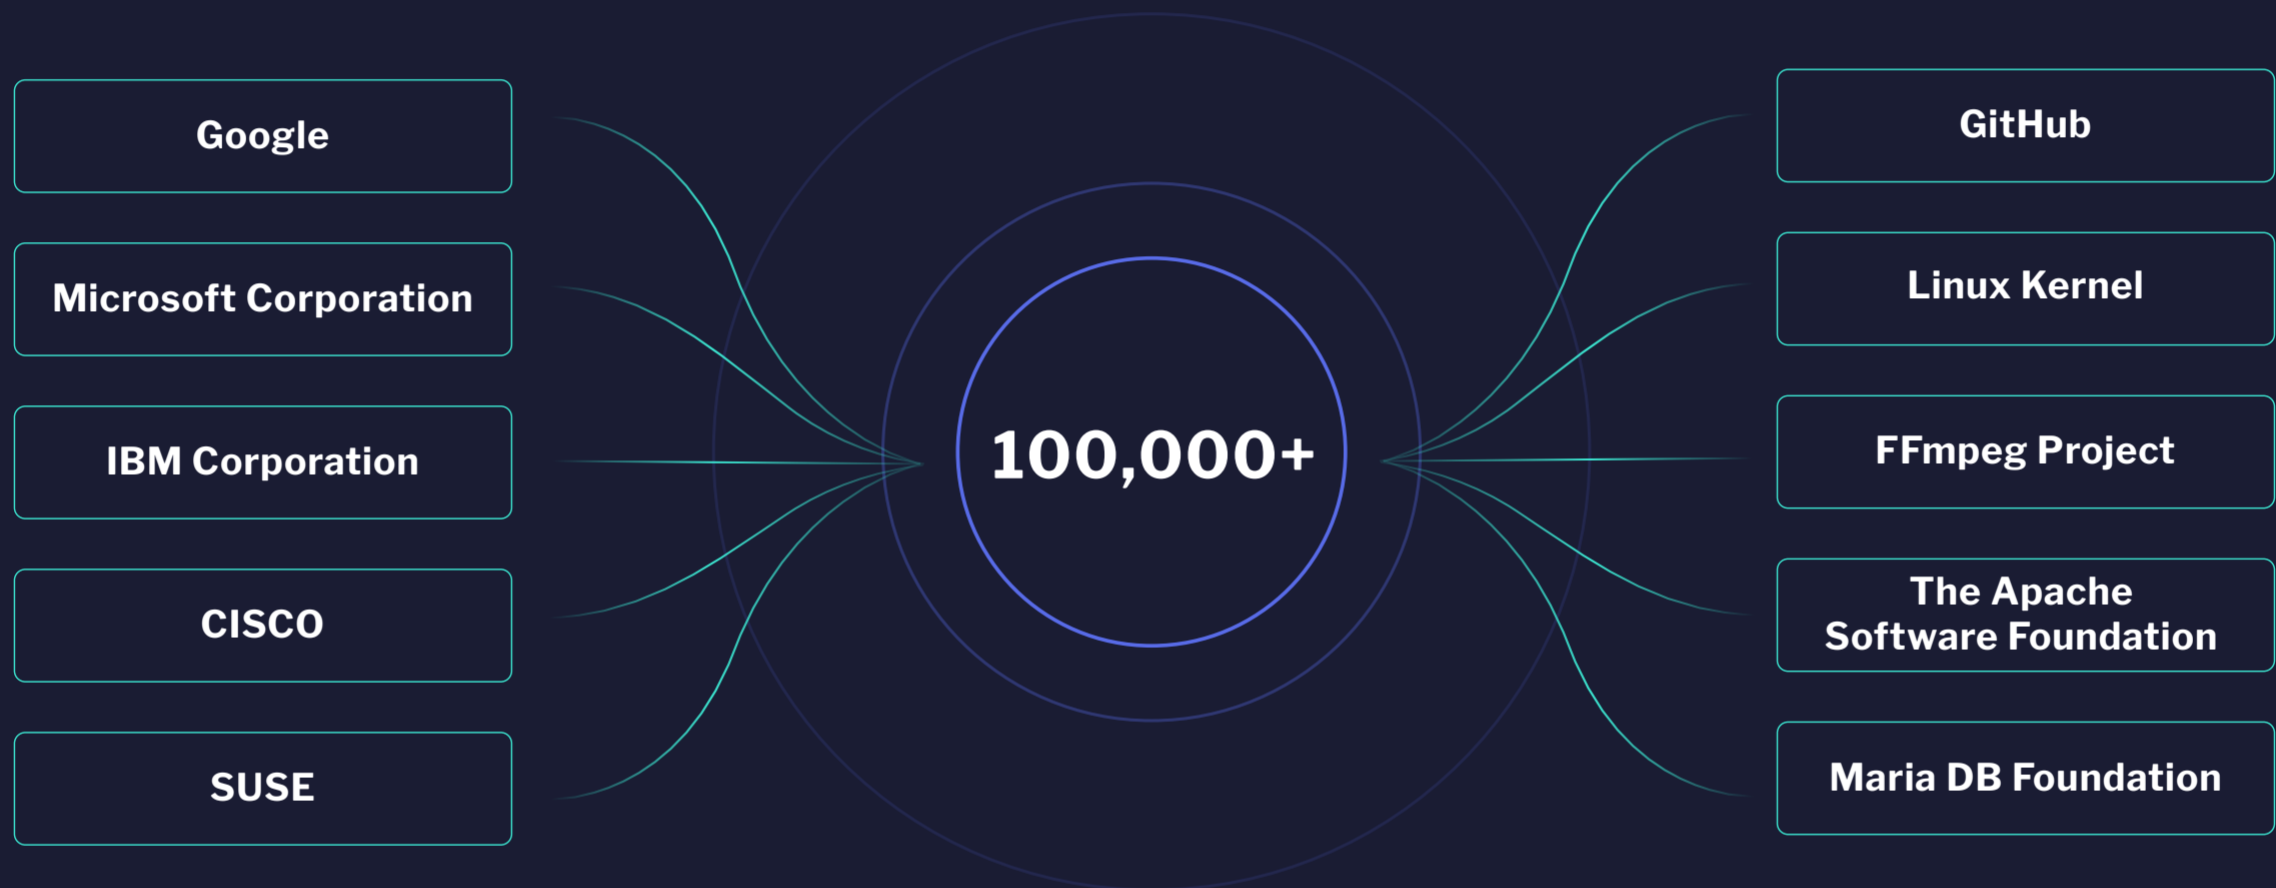 Google
Microsoft Corporation
IBM Corporation
CISCO
SUSE
100,000+
GitHub
Linux Kernel
FFmpeg Project
The Apache
Software Foundation
Maria DB Foundation